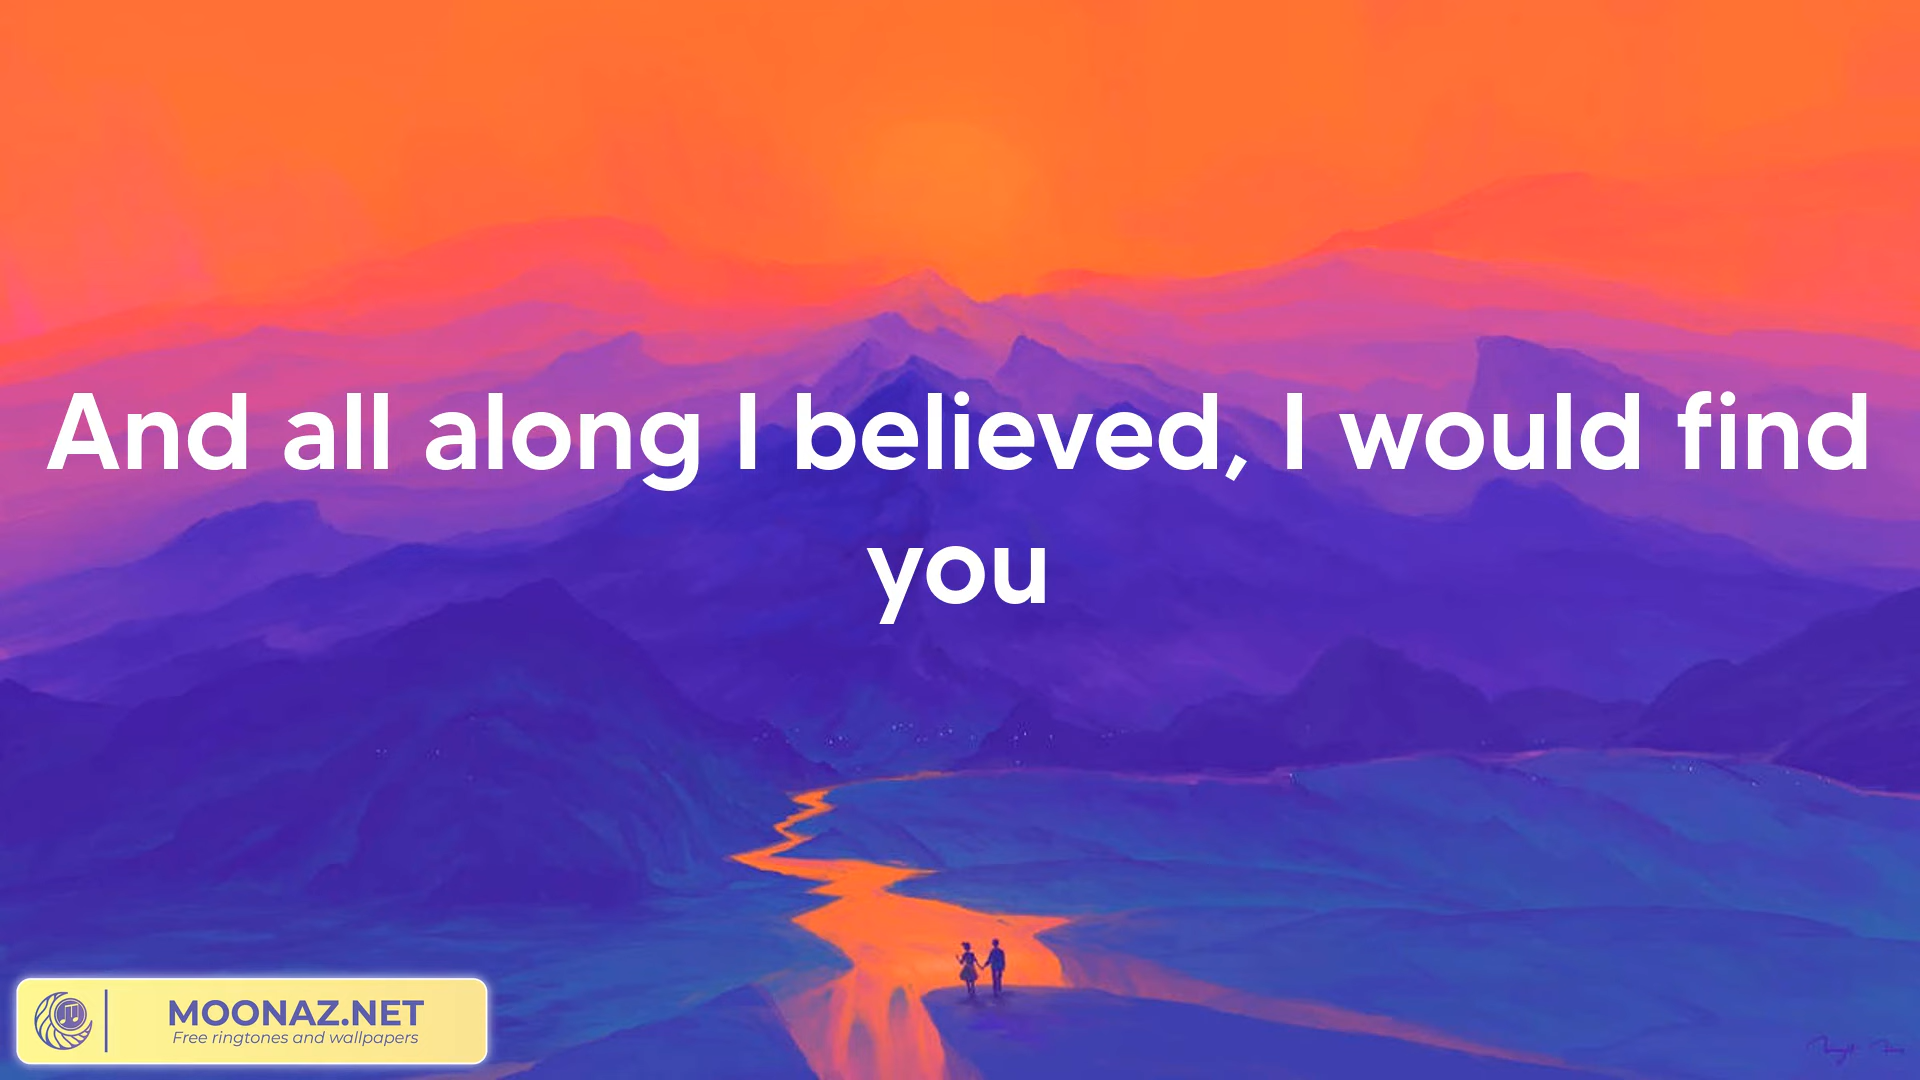 And all along I believed, I would find
you
MOONAZ.NET
Free ringtones and wallpapers